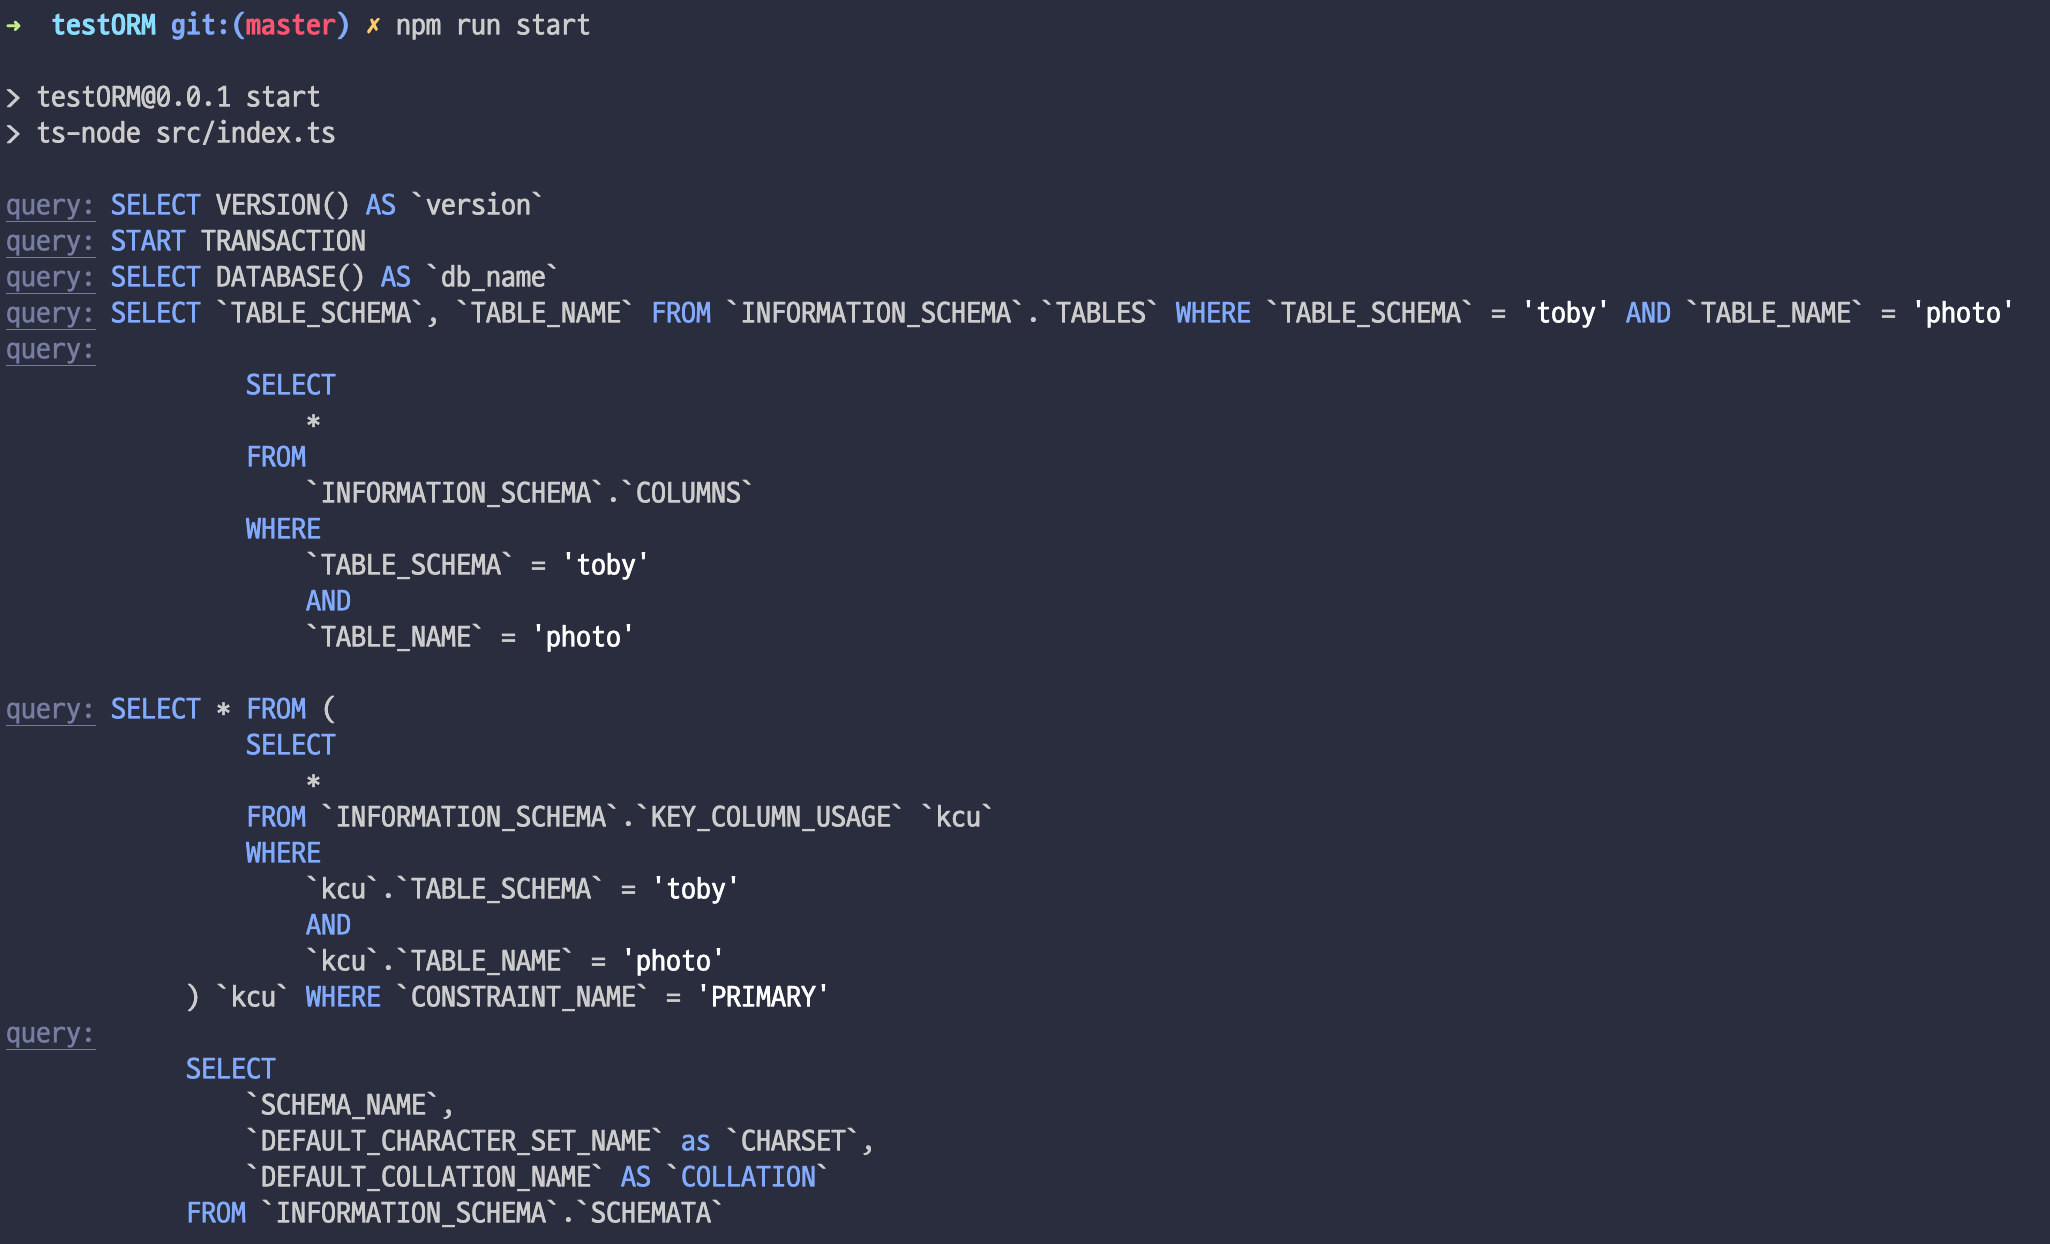 ➜  testORM git:(master) ✗ npm run start

> testORM@0.0.1 start
> ts-node src/index.ts

query: SELECT VERSION() AS `version`
query: START TRANSACTION
query: SELECT DATABASE() AS `db_name`
query: SELECT `TABLE_SCHEMA`, `TABLE_NAME` FROM `INFORMATION_SCHEMA`.`TABLES` WHERE `TABLE_SCHEMA` = 'toby' AND `TABLE_NAME` = 'photo'
query:
                SELECT
                    *
                FROM
                    `INFORMATION_SCHEMA`.`COLUMNS`
                WHERE
                    `TABLE_SCHEMA` = 'toby'
                    AND
                    `TABLE_NAME` = 'photo'

query: SELECT * FROM (
                SELECT
                    *
                FROM `INFORMATION_SCHEMA`.`KEY_COLUMN_USAGE` `kcu`
                WHERE
                    `kcu`.`TABLE_SCHEMA` = 'toby'
                    AND
                    `kcu`.`TABLE_NAME` = 'photo'
            ) `kcu` WHERE `CONSTRAINT_NAME` = 'PRIMARY'
query:
            SELECT
                `SCHEMA_NAME`,
                `DEFAULT_CHARACTER_SET_NAME` as `CHARSET`,
                `DEFAULT_COLLATION_NAME` AS `COLLATION`
            FROM `INFORMATION_SCHEMA`.`SCHEMATA`